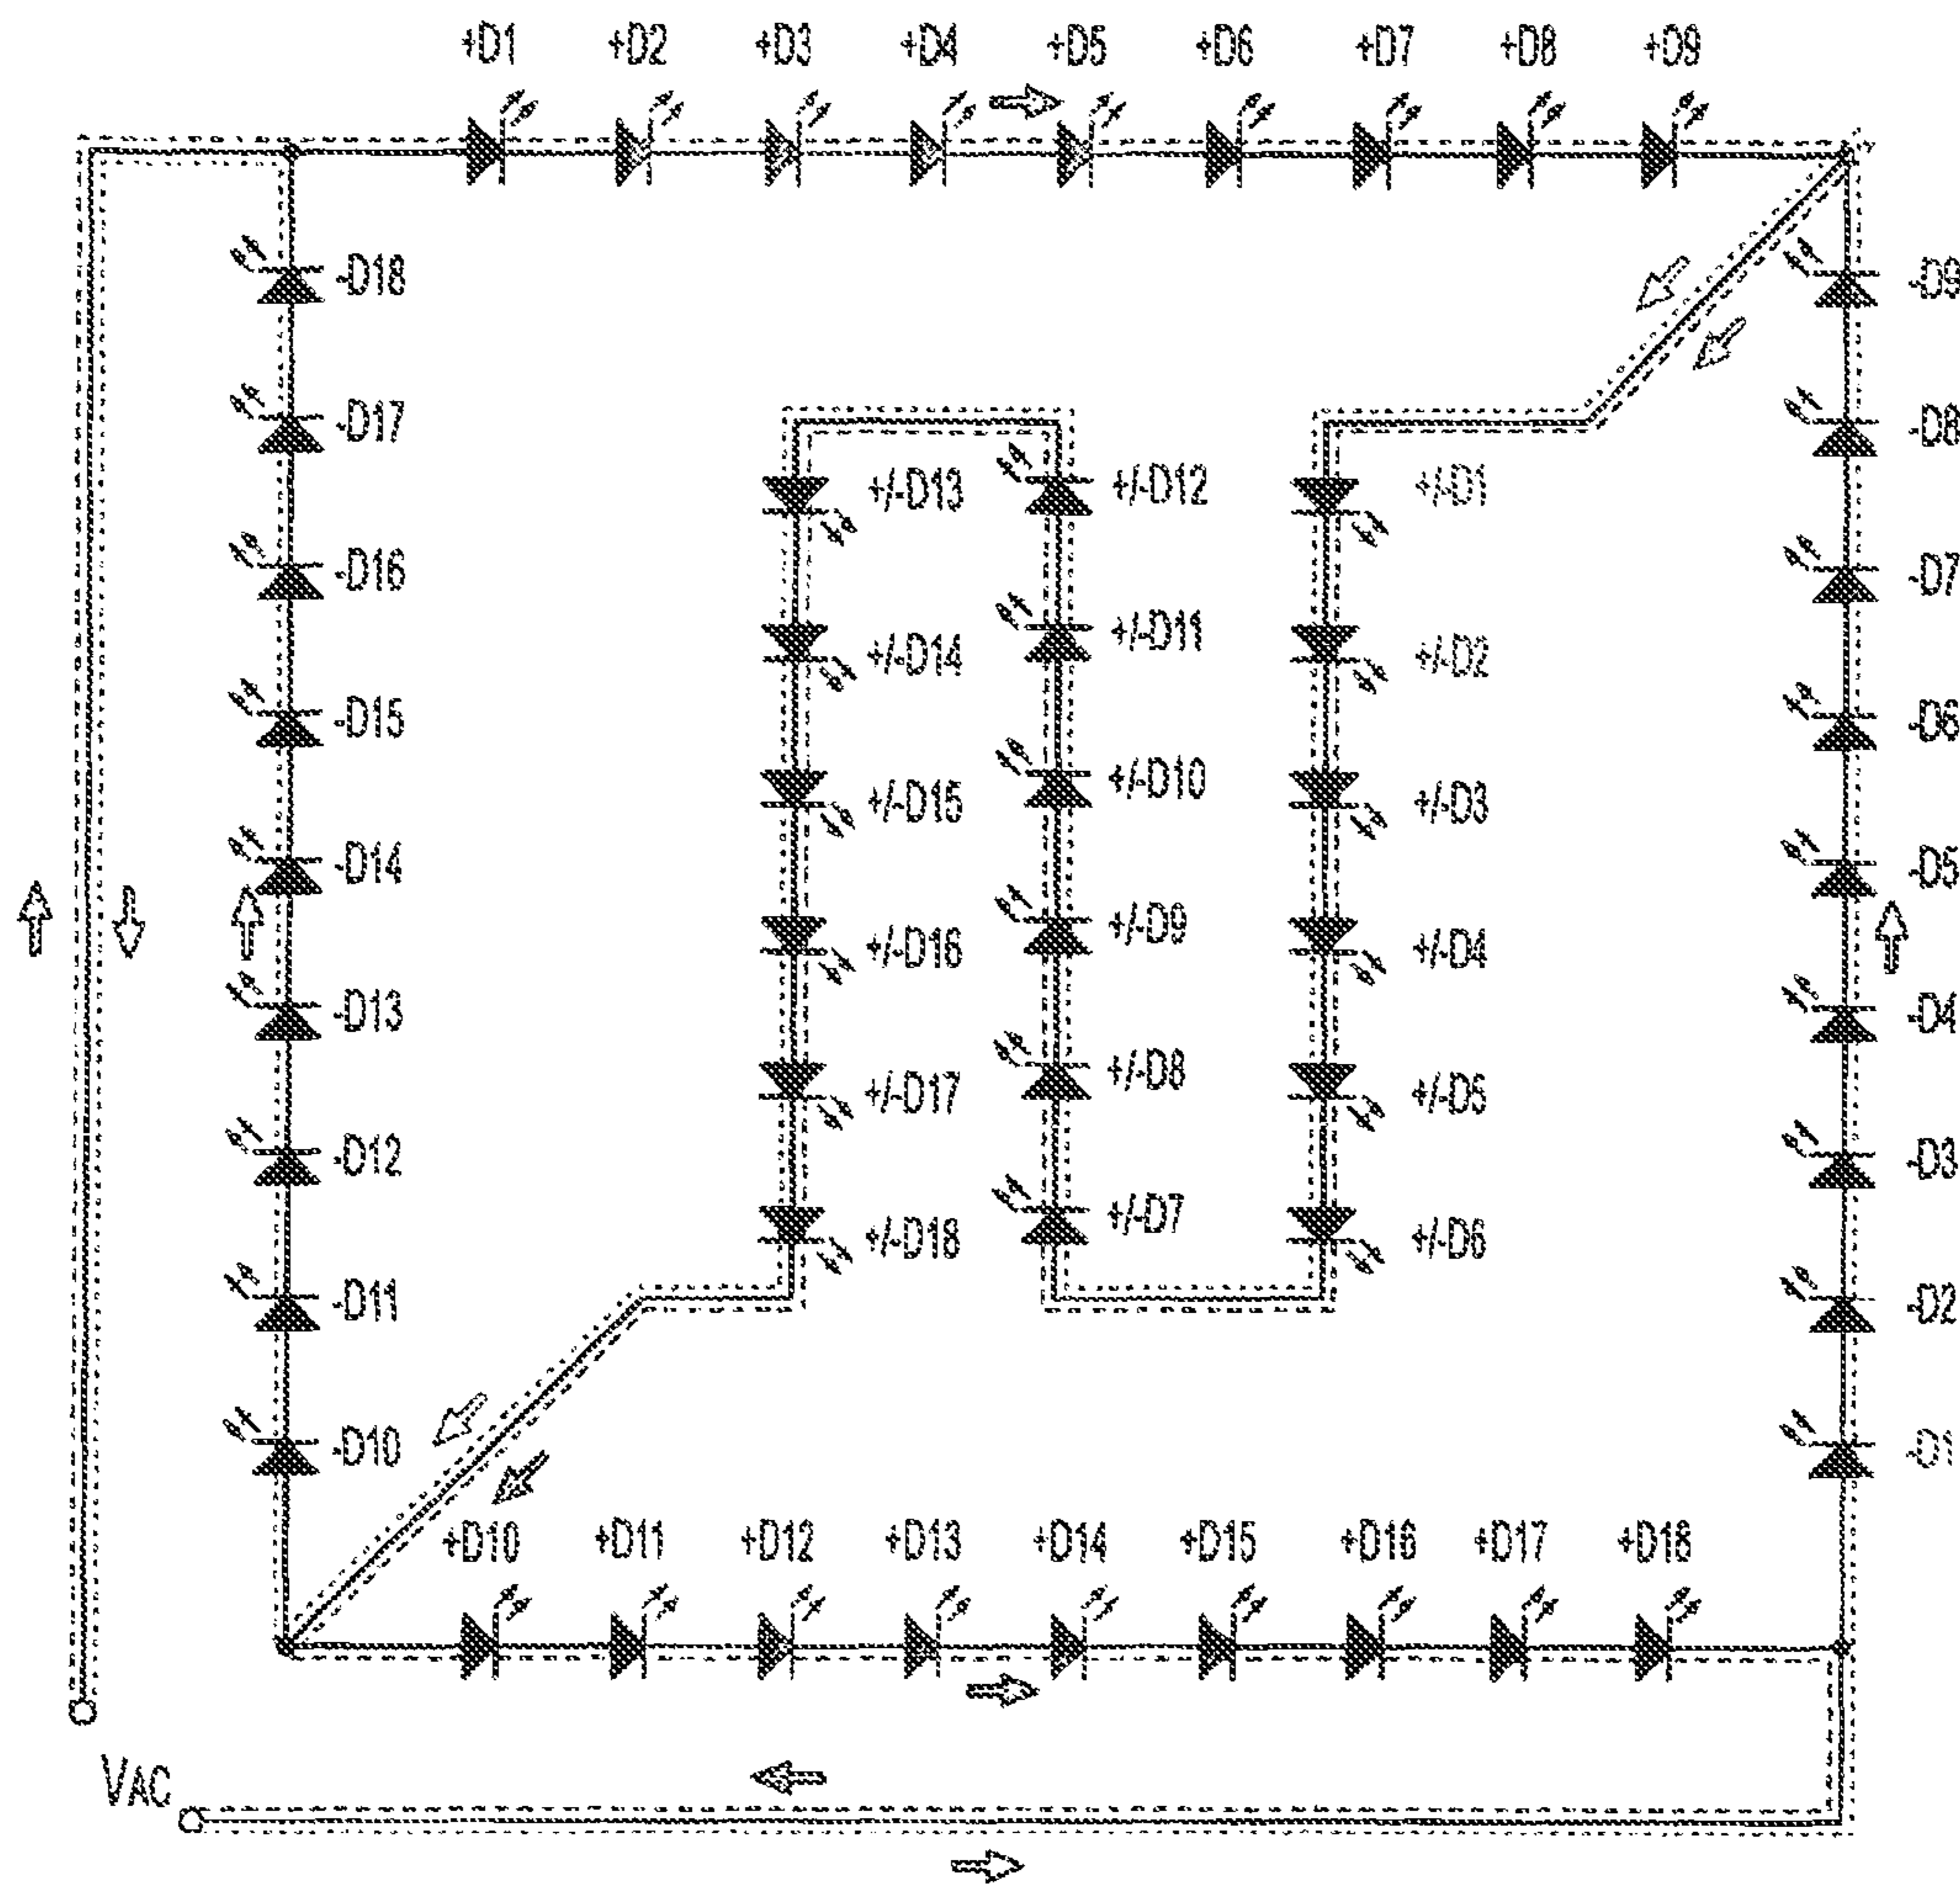 +D1 +D2 +D3 +D4 +D5 +D6 +D7 +D8 +D9
-D18 -D9
-D17 -D8
+/-D13 +/-D12 +/-D1
-D16 -D7
+/-D14 +/-D11 +/-D2
-D15 -D6
+/-D15 +/-D10 +/-D3
-D14 -D5
+/-D16 +/-D9 +/-D4
-D13 -D4
+/-D17 +/-D8 +/-D5
-D12 -D3
+/-D18 +/-D7 +/-D6
-D11 -D2
-D10 -D1
+D10 +D11 +D12 +D13 +D14 +D15 +D16 +D17 +D18
VAC